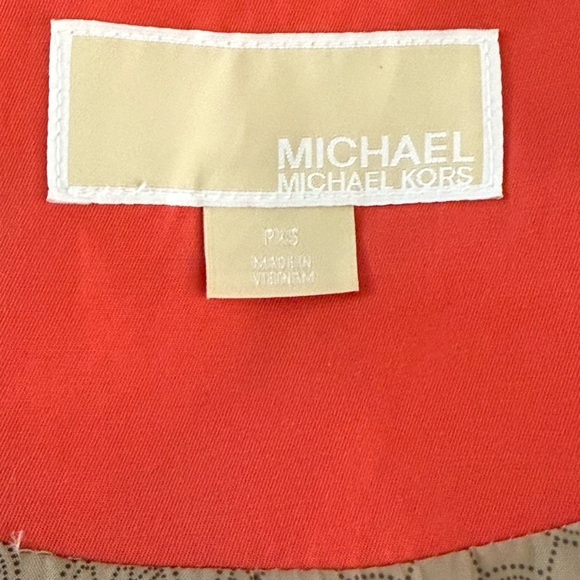 MICHAEL
MICHAEL KORS
PXS
MADE IN
VIETNAM